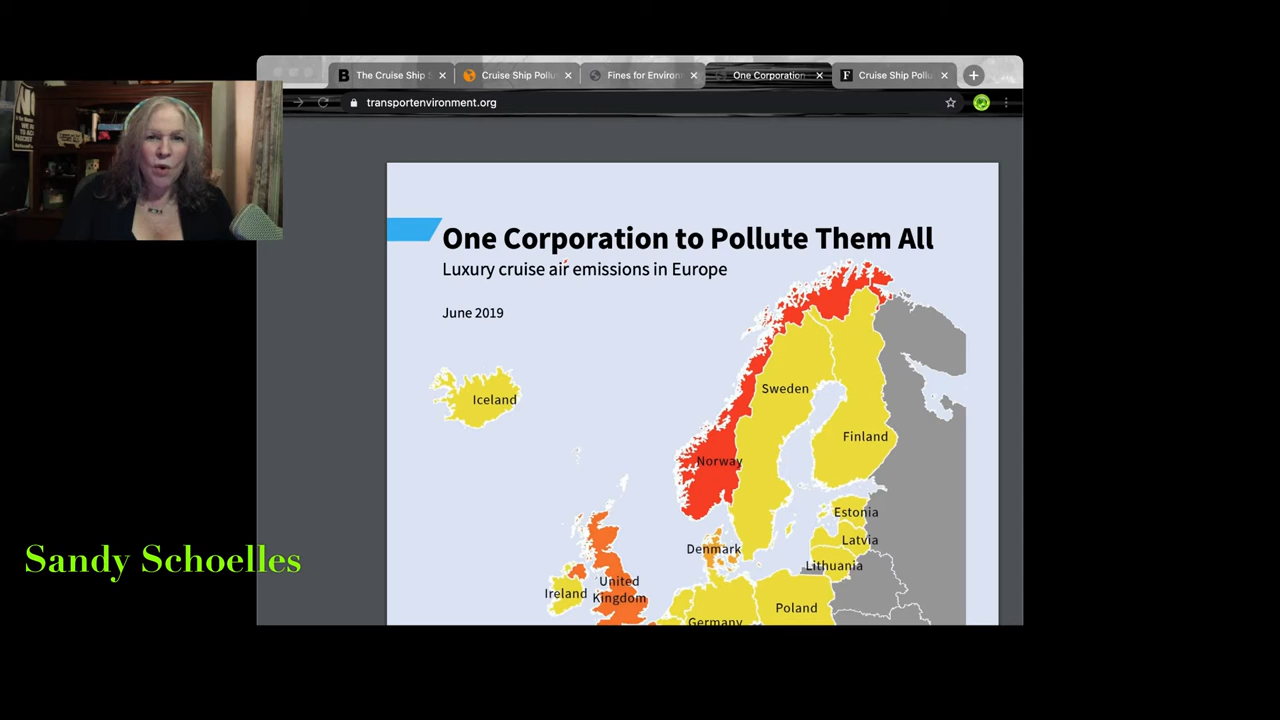 The Cruise Ship
Cruise Ship Pollu
Fines for Environ
One Corporation
Cruise Ship Pollu
transportenvironment.org
One Corporation to Pollute Them All
Luxury cruise air emissions in Europe
June 2019
Iceland
Sweden
Finland
Norway
Estonia
Latvia
Lithuania
Denmark
United
Kingdom
Ireland
Poland
Germany
Sandy Schoelles